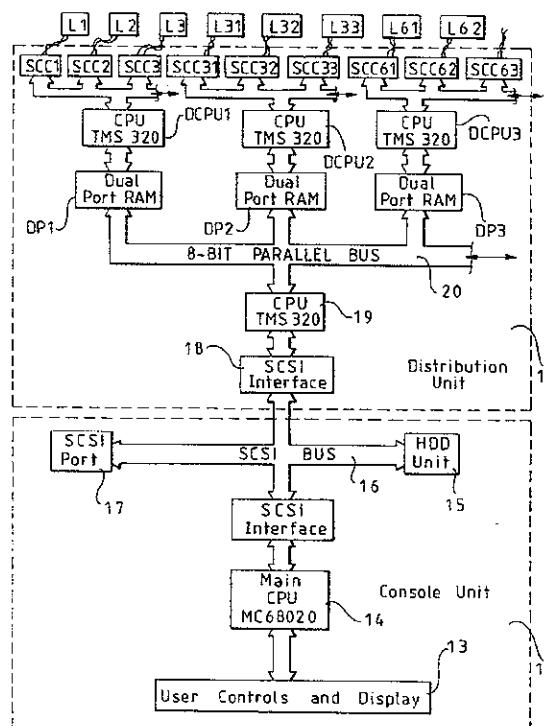 L1 L2 L3 L31 L32 L33 L61 L62
SCC1 SCC2 SCC3 SCC31 SCC32 SCC33 SCC61 SCC62 SCC63
CPU
TMS 320
DCPU1
CPU
TMS 320
DCPU2
CPU
TMS 320
DCPU3
Dual
Port RAM
DP1
Dual
Port RAM
DP2
Dual
Port RAM
DP3
8-BIT PARALLEL BUS
20
CPU
TMS 320
19
18
SCSI
Interface
Distribution
Unit
1
SCSI
Port
17
SCSI BUS
16
HDD
Unit
15
SCSI
Interface
Main
CPU
MC68020
14
Console Unit
1
13
User Controls and Display